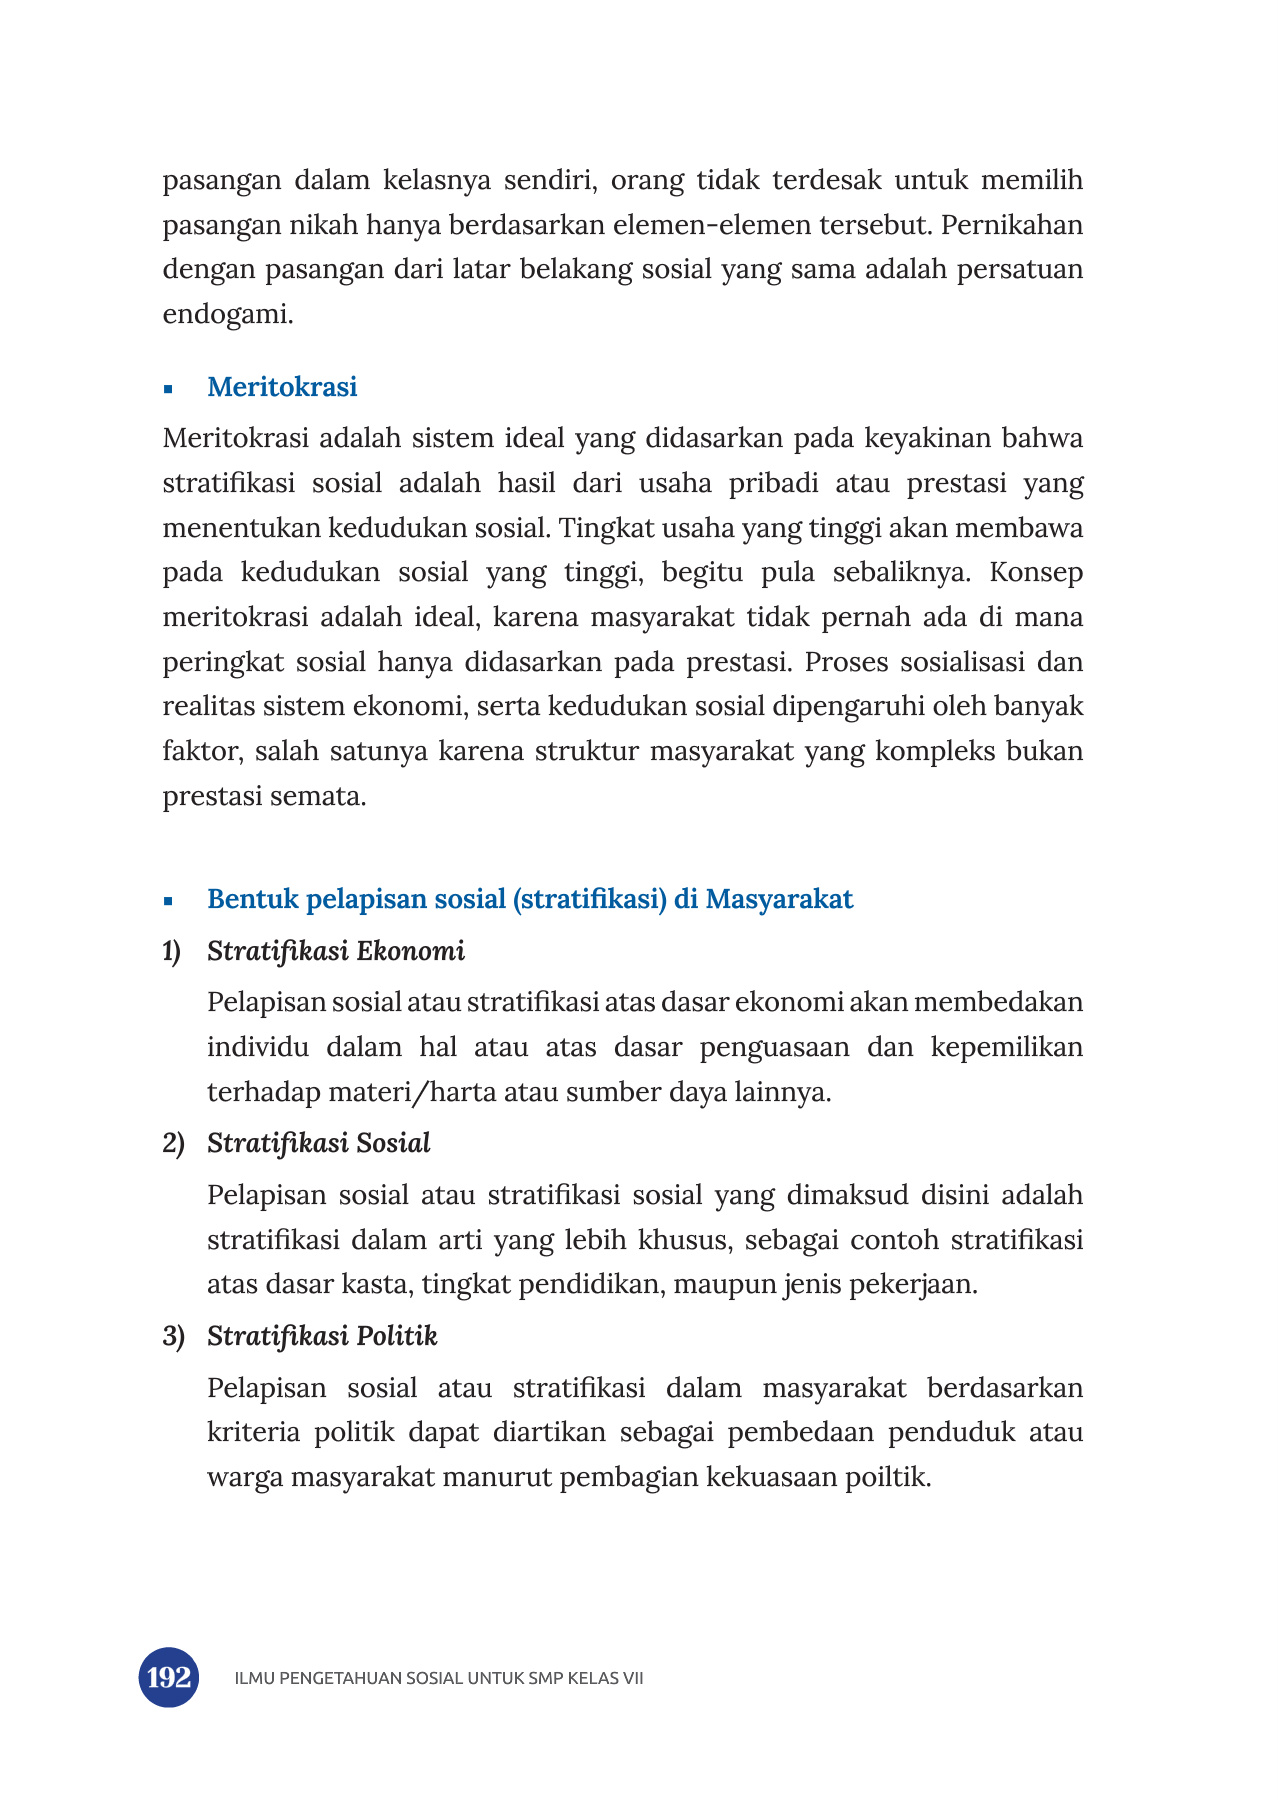 pasangan dalam kelasnya sendiri, orang tidak terdesak untuk memilih
pasangan nikah hanya berdasarkan elemen-elemen tersebut. Pernikahan
dengan pasangan dari latar belakang sosial yang sama adalah persatuan
endogami.
▪ Meritokrasi
Meritokrasi adalah sistem ideal yang didasarkan pada keyakinan bahwa
stratifikasi sosial adalah hasil dari usaha pribadi atau prestasi yang
menentukan kedudukan sosial. Tingkat usaha yang tinggi akan membawa
pada kedudukan sosial yang tinggi, begitu pula sebaliknya. Konsep
meritokrasi adalah ideal, karena masyarakat tidak pernah ada di mana
peringkat sosial hanya didasarkan pada prestasi. Proses sosialisasi dan
realitas sistem ekonomi, serta kedudukan sosial dipengaruhi oleh banyak
faktor, salah satunya karena struktur masyarakat yang kompleks bukan
prestasi semata.
▪ Bentuk pelapisan sosial (stratifikasi) di Masyarakat
1) Stratifikasi Ekonomi
Pelapisan sosial atau stratifikasi atas dasar ekonomi akan membedakan
individu dalam hal atau atas dasar penguasaan dan kepemilikan
terhadap materi/harta atau sumber daya lainnya.
2) Stratifikasi Sosial
Pelapisan sosial atau stratifikasi sosial yang dimaksud disini adalah
stratifikasi dalam arti yang lebih khusus, sebagai contoh stratifikasi
atas dasar kasta, tingkat pendidikan, maupun jenis pekerjaan.
3) Stratifikasi Politik
Pelapisan sosial atau stratifikasi dalam masyarakat berdasarkan
kriteria politik dapat diartikan sebagai pembedaan penduduk atau
warga masyarakat manurut pembagian kekuasaan poiltik.
192 ILMU PENGETAHUAN SOSIAL UNTUK SMP KELAS VII